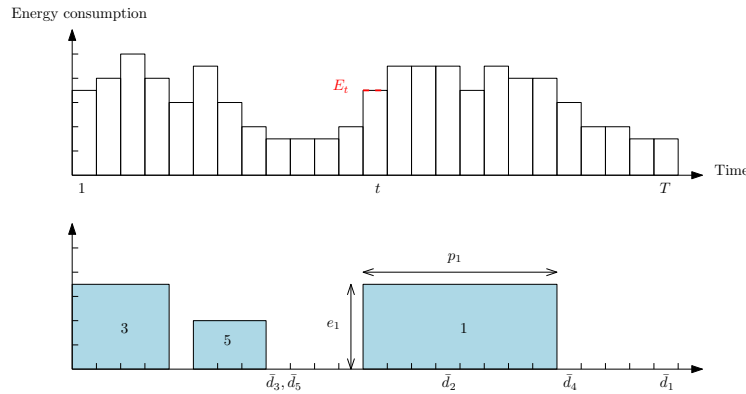 Energy consumption
E_t
Time
1 t T
p_1
e_1
3 5 1
d̄_3, d̄_5 d̄_2 d̄_4 d̄_1